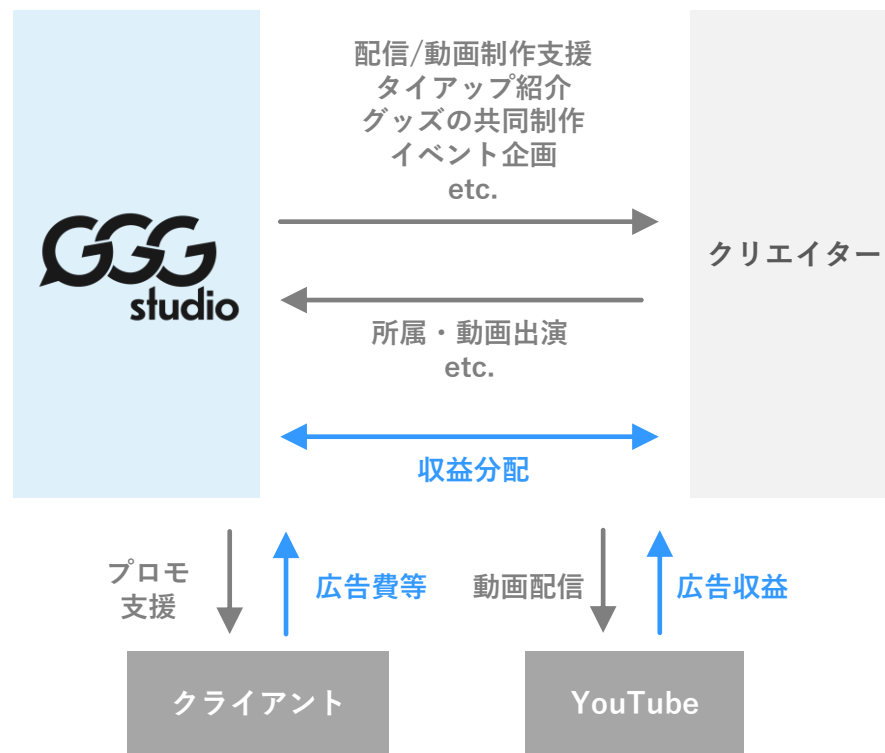 配信/動画制作支援
タイアップ紹介
グッズの共同制作
イベント企画
etc.
GGG
studio
クリエイター
所属・動画出演
etc.
収益分配
プロモ
支援
広告費等
動画配信
広告収益
クライアント
YouTube